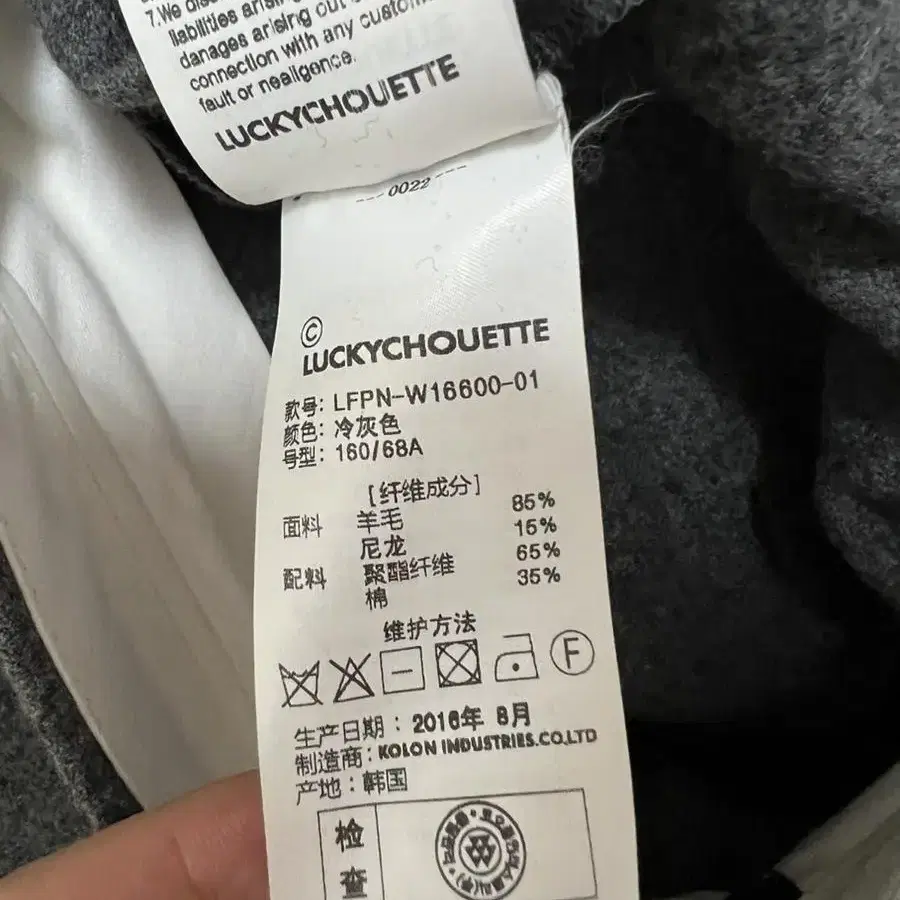 7.We disc
liabilities arising
danages arising out
connection with any custom
fault or nealigence.
LUCKYCHOUETTE
---0022---
©
LUCKYCHOUETTE
款号: LFPN-W16600-01
颜色: 冷灰色
号型: 160/68A
[纤维成分]
面料 羊毛 85%
尼龙 15%
配料 聚酯纤维 65%
棉 35%
维护方法
F
生产日期: 2016年 8月
制造商: KOLON INDUSTRIES.CO.LTD
产地: 韩国
检
查